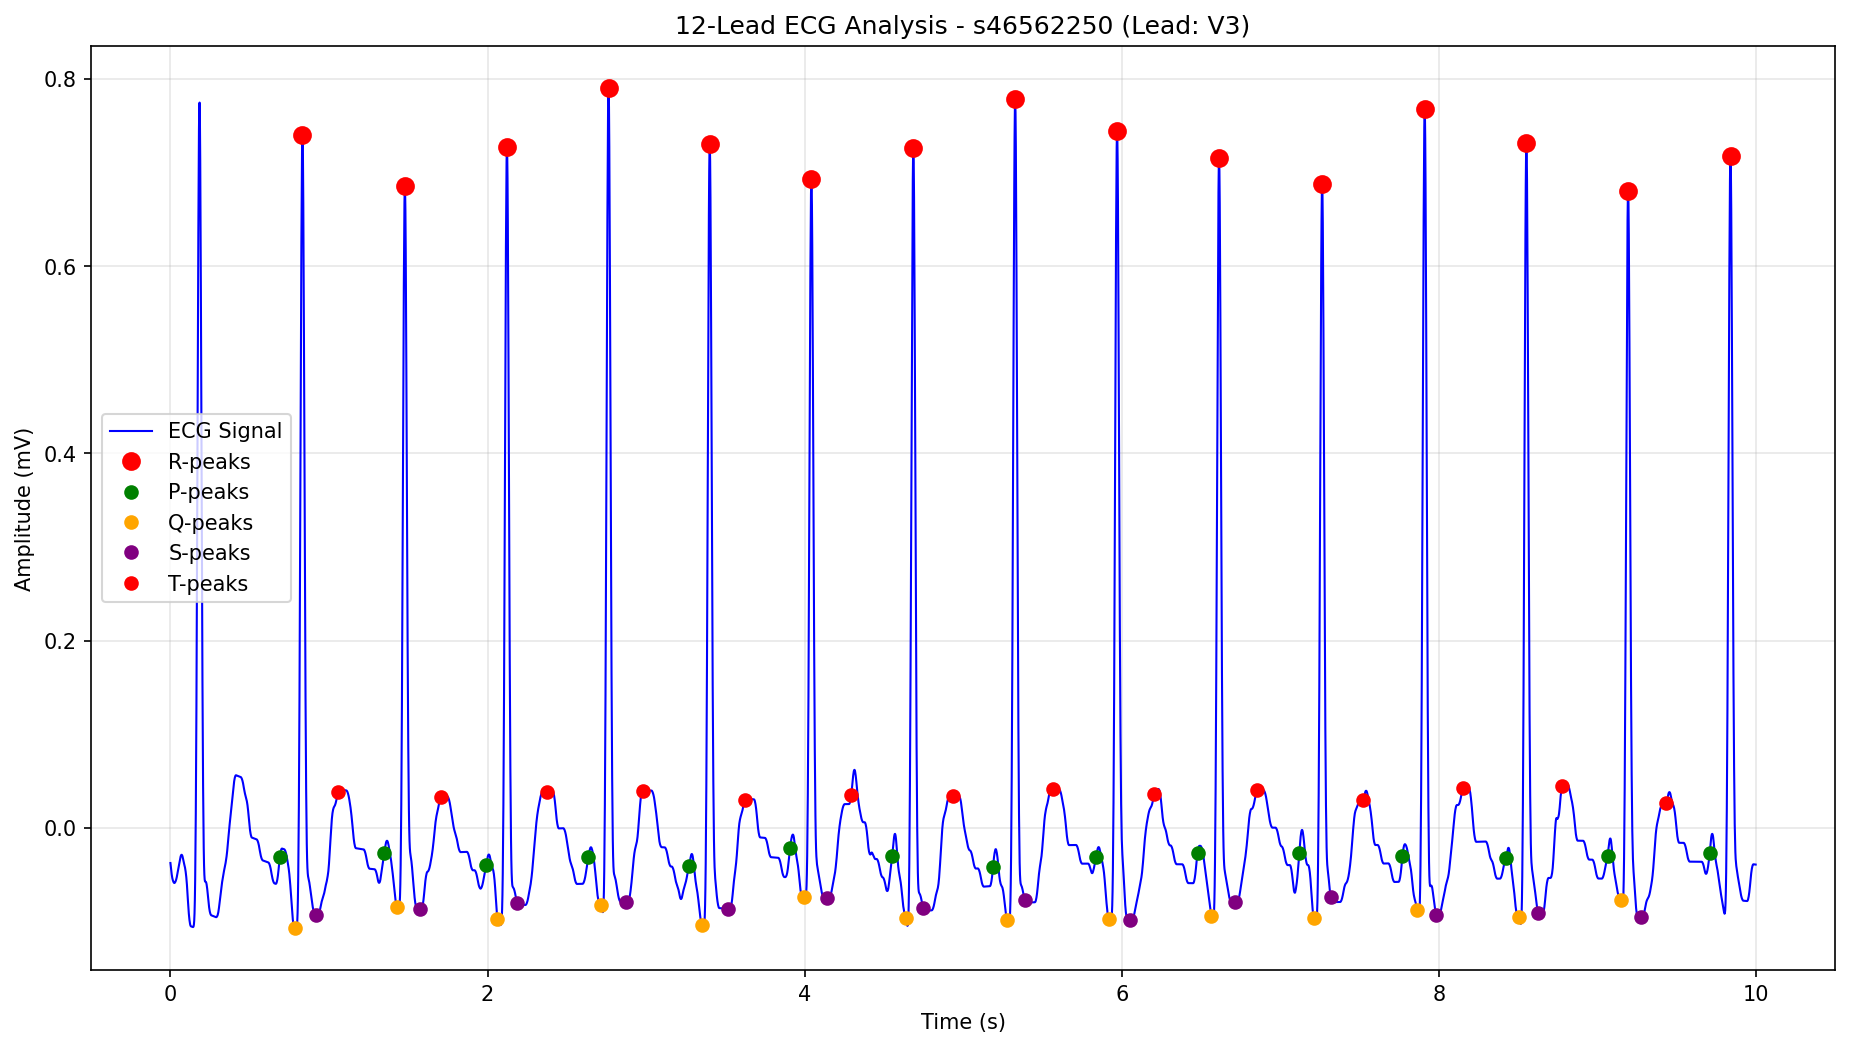 12-Lead ECG Analysis - s46562250 (Lead: V3)
0.8
0.6
0.4
0.2
0.0
Amplitude (mV)
ECG Signal
R-peaks
P-peaks
Q-peaks
S-peaks
T-peaks
0 2 4 6 8 10
Time (s)